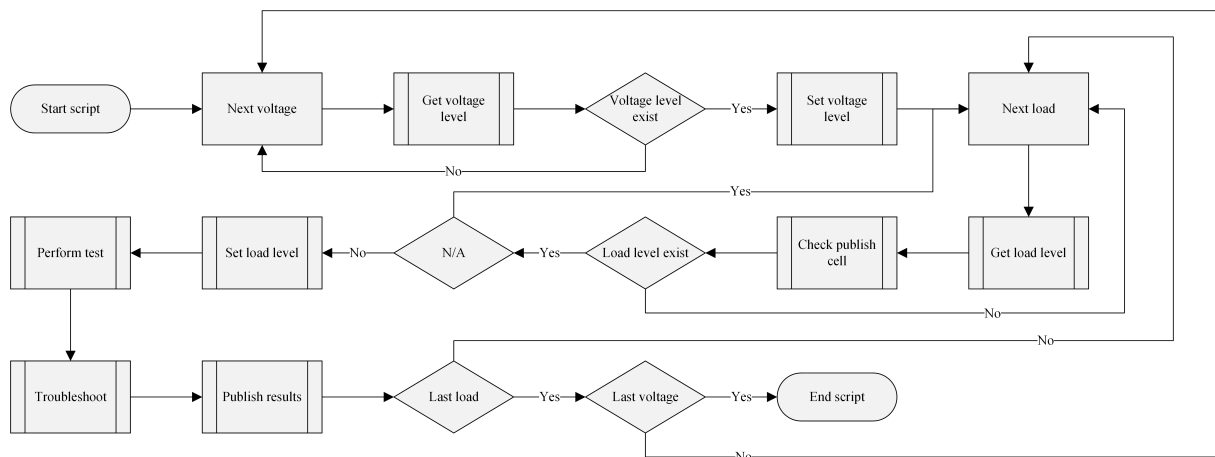 Start script
Next voltage
Get voltage
level
Voltage level
exist
Yes
Set voltage
level
Next load
No
Yes
Perform test
Set load level
No
N/A
Yes
Load level exist
Check publish
cell
Get load level
No
No
Troubleshoot
Publish results
Last load
Yes
Last voltage
Yes
End script
No